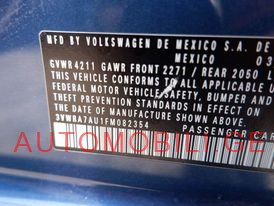 MFD BY VOLKSWAGEN DE MEXICO S.A. DE
03
GVWR 4211 GAWR FRONT 2271 / REAR 2050
THIS VEHICLE CONFORMS TO ALL APPLICABLE
FEDERAL MOTOR VEHICLE SAFETY, BUMPER AND
THEFT PREVENTION STANDARDS IN EFFECT ON
THE DATE OF MANUFACTURE SHOWN ABOVE
3VWRA7AU1FM082354
PASSENGER CAR
AUTOMOBILIGE